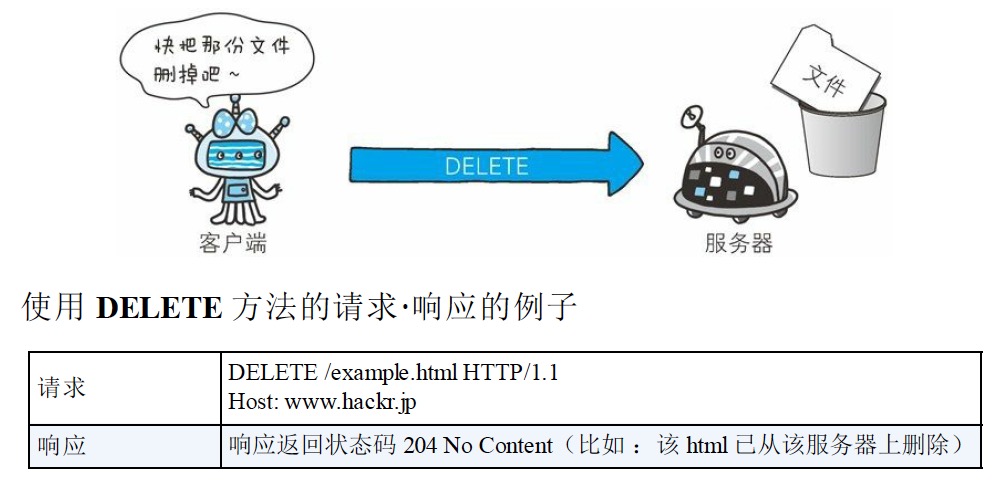 快把那份文件
删掉吧～
文件
DELETE
客户端
服务器
使用 DELETE 方法的请求·响应的例子
请求
DELETE /example.html HTTP/1.1
Host: www.hackr.jp
响应
响应返回状态码 204 No Content（比如 ：该 html 已从该服务器上删除）